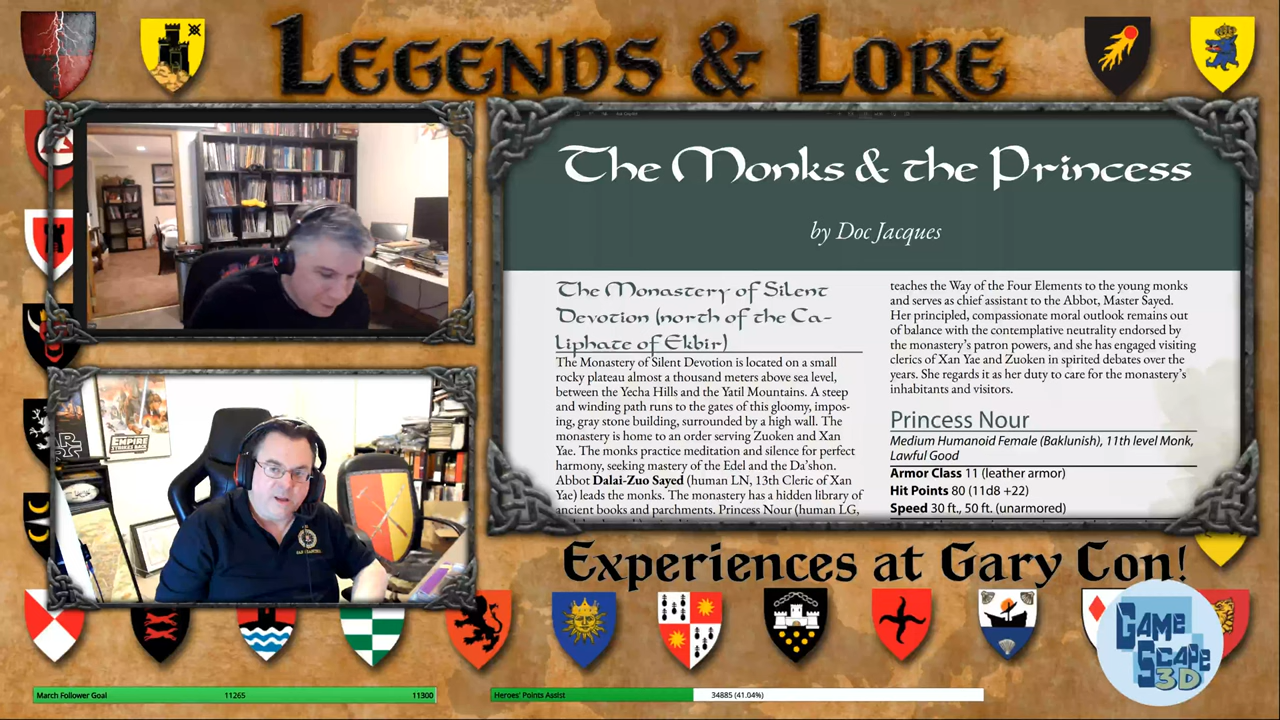 LEGENDS & LORE
The Monks & the Princess
by Doc Jacques
The Monastery of Silent
Devotion (north of the Ca-
liphate of Ekbir)
The Monastery of Silent Devotion is located on a small
rocky plateau almost a thousand meters above sea level,
between the Yecha Hills and the Yatil Mountains. A steep
and winding path runs to the gates of this gloomy, impos-
ing, gray stone building, surrounded by a high wall. The
monastery is home to an order serving Zuoken and Xan
Yae. The monks practice meditation and silence for perfect
harmony, seeking mastery of the Edel and the Da'shon.
Abbot Dalai-Zuo Sayed (human LN, 13th Cleric of Xan
Yae) leads the monks. The monastery has a hidden library of
ancient books and parchments. Princess Nour (human LG,
teaches the Way of the Four Elements to the young monks
and serves as chief assistant to the Abbot, Master Sayed.
Her principled, compassionate moral outlook remains out
of balance with the contemplative neutrality endorsed by
the monastery's patron powers, and she has engaged visiting
clerics of Xan Yae and Zuoken in spirited debates over the
years. She regards it as her duty to care for the monastery's
inhabitants and visitors.
Princess Nour
Medium Humanoid Female (Baklunish), 11th level Monk,
Lawful Good
Armor Class 11 (leather armor)
Hit Points 80 (11d8 +22)
Speed 30 ft., 50 ft. (unarmored)
STAR
EMPIRE
STRIKES
BACK
Experiences at Gary Con!
GAME
SCAPE
3D
March Follower Goal 11265 11300
Heroes' Points Assist 34885 (41.04%)